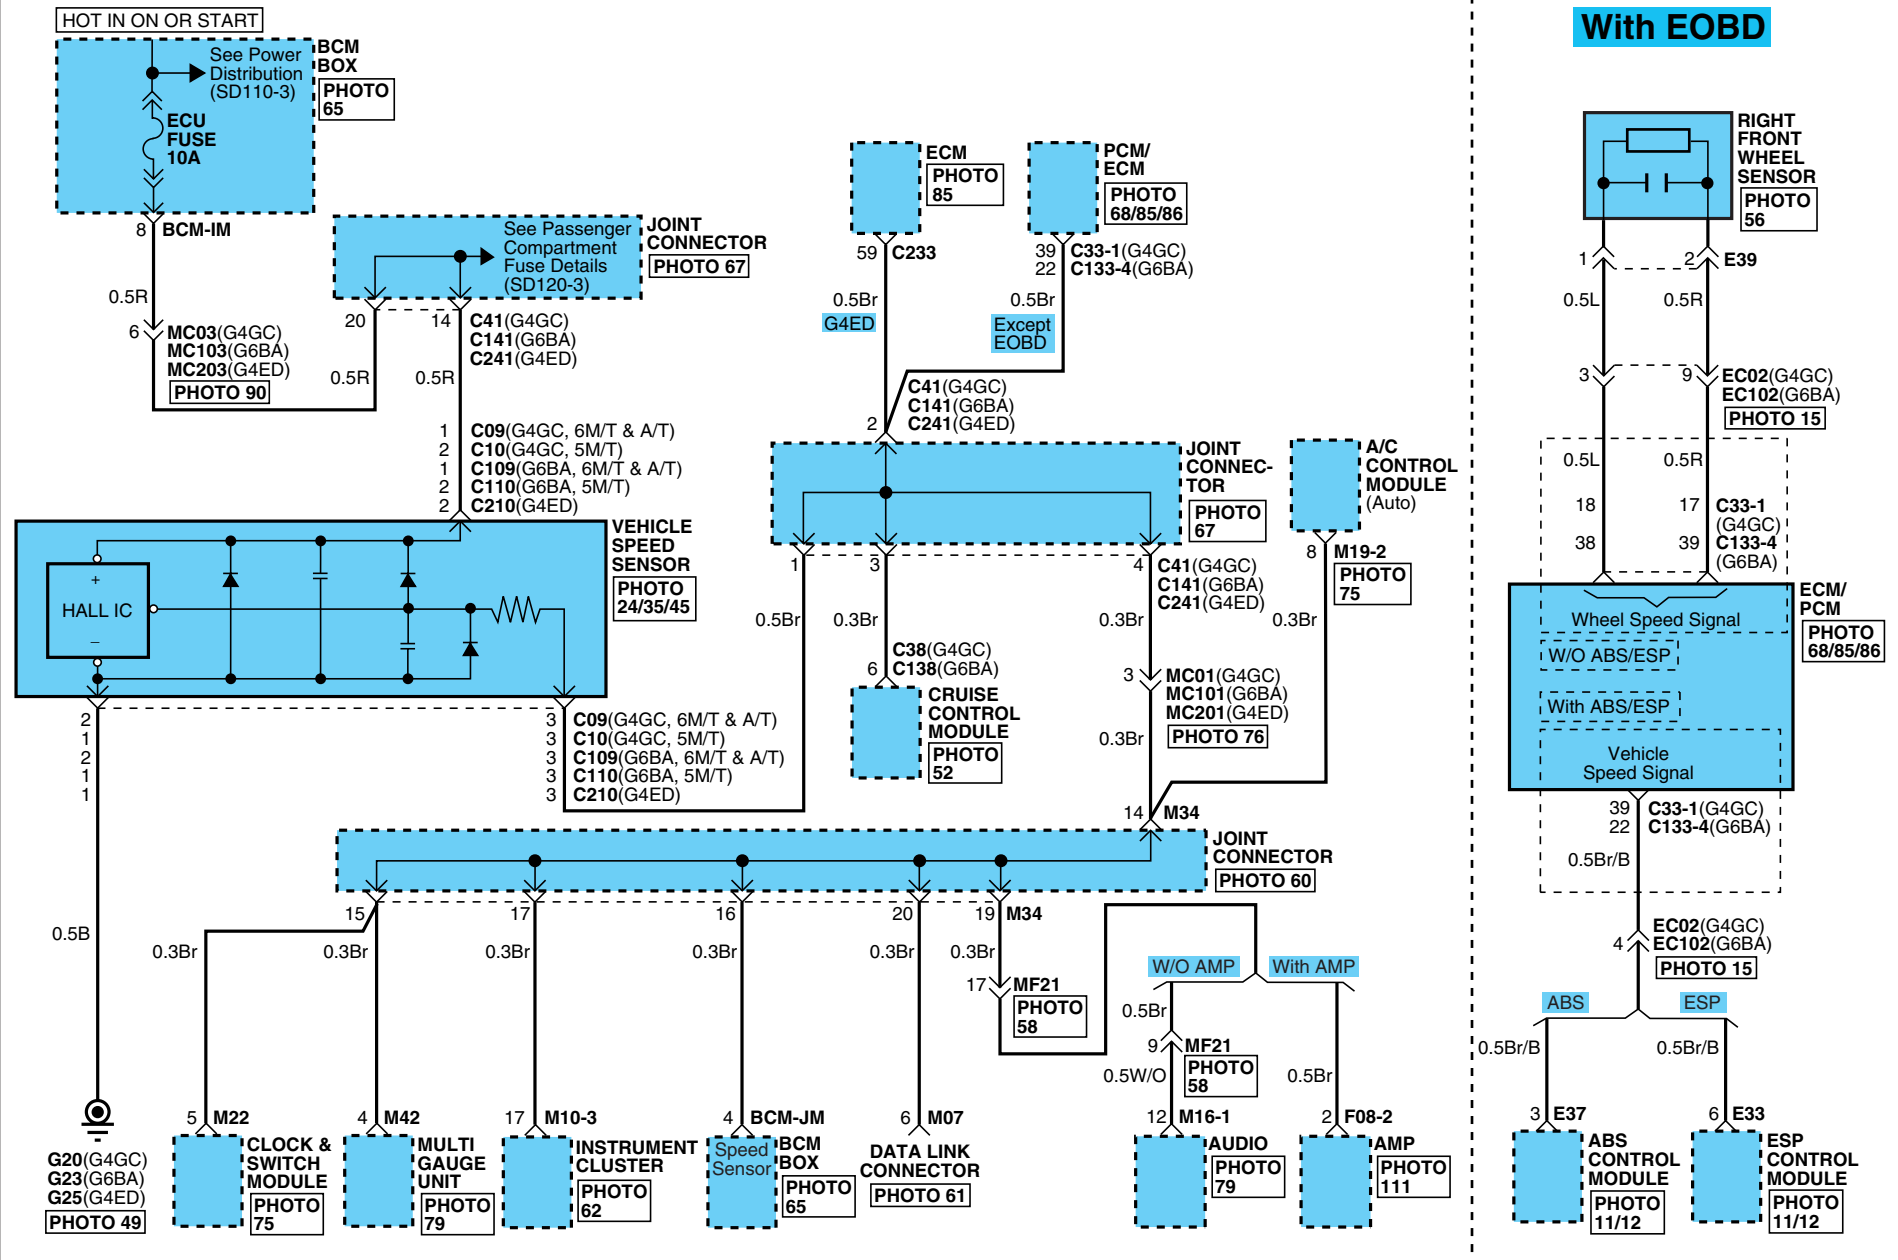 HOT IN ON OR START
See Power
Distribution
(SD110-3)
BCM
BOX
PHOTO
65
ECU
FUSE
10A
8
BCM-IM
0.5R
6
MC03(G4GC)
MC103(G6BA)
MC203(G4ED)
PHOTO 90
See Passenger
Compartment
Fuse Details
(SD120-3)
JOINT
CONNECTOR
PHOTO 67
20
14
C41(G4GC)
C141(G6BA)
C241(G4ED)
0.5R
0.5R
1 C09(G4GC, 6M/T & A/T)
2 C10(G4GC, 5M/T)
1 C109(G6BA, 6M/T & A/T)
2 C110(G6BA, 5M/T)
2 C210(G4ED)
VEHICLE
SPEED
SENSOR
PHOTO
24/35/45
+
HALL IC
–
2
1
2
1
1
3 C09(G4GC, 6M/T & A/T)
3 C10(G4GC, 5M/T)
3 C109(G6BA, 6M/T & A/T)
3 C110(G6BA, 5M/T)
3 C210(G4ED)
0.5B
G20(G4GC)
G23(G6BA)
G25(G4ED)
PHOTO 49
ECM
PHOTO
85
59 C233
0.5Br
G4ED
PCM/
ECM
PHOTO
68/85/86
39 C33-1(G4GC)
22 C133-4(G6BA)
0.5Br
Except
EOBD
C41(G4GC)
C141(G6BA)
2 C241(G4ED)
JOINT
CONNEC-
TOR
PHOTO
67
A/C
CONTROL
MODULE
(Auto)
1
3
4
C41(G4GC)
C141(G6BA)
C241(G4ED)
8 M19-2
PHOTO
75
0.5Br
0.3Br
0.3Br
0.3Br
C38(G4GC)
6 C138(G6BA)
CRUISE
CONTROL
MODULE
PHOTO
52
3 MC01(G4GC)
MC101(G6BA)
MC201(G4ED)
PHOTO 76
0.3Br
14 M34
JOINT
CONNECTOR
PHOTO 60
15
17
16
20
19 M34
0.3Br
0.3Br
0.3Br
0.3Br
0.3Br
0.3Br
17 MF21
PHOTO
58
W/O AMP
With AMP
0.5Br
9 MF21
PHOTO
58
0.5W/O
0.5Br
5 M22
CLOCK &
SWITCH
MODULE
PHOTO
75
4 M42
MULTI
GAUGE
UNIT
PHOTO
79
17 M10-3
INSTRUMENT
CLUSTER
PHOTO
62
4 BCM-JM
Speed
Sensor
BCM
BOX
PHOTO
65
6 M07
DATA LINK
CONNECTOR
PHOTO 61
12 M16-1
AUDIO
PHOTO
79
2 F08-2
AMP
PHOTO
111
With EOBD
RIGHT
FRONT
WHEEL
SENSOR
PHOTO
56
1
2 E39
0.5L
0.5R
3
9 EC02(G4GC)
EC102(G6BA)
PHOTO 15
0.5L
0.5R
18
17 C33-1
(G4GC)
38
39 C133-4
(G6BA)
Wheel Speed Signal
W/O ABS/ESP
With ABS/ESP
Vehicle
Speed Signal
ECM/
PCM
PHOTO
68/85/86
39 C33-1(G4GC)
22 C133-4(G6BA)
0.5Br/B
EC02(G4GC)
4 EC102(G6BA)
PHOTO 15
ABS
ESP
0.5Br/B
0.5Br/B
3 E37
ABS
CONTROL
MODULE
PHOTO
11/12
6 E33
ESP
CONTROL
MODULE
PHOTO
11/12